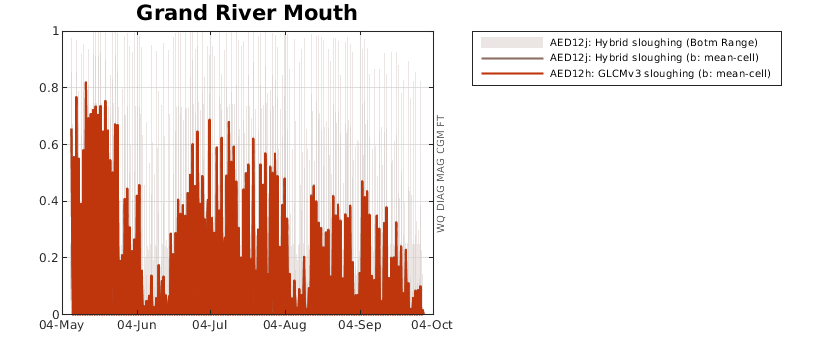 Grand River Mouth
1
0.8
0.6
0.4
0.2
0
04-May 04-Jun 04-Jul 04-Aug 04-Sep 04-Oct
WQ DIAG MAG CGM FT
AED12j: Hybrid sloughing (Botm Range)
AED12j: Hybrid sloughing (b: mean-cell)
AED12h: GLCMv3 sloughing (b: mean-cell)